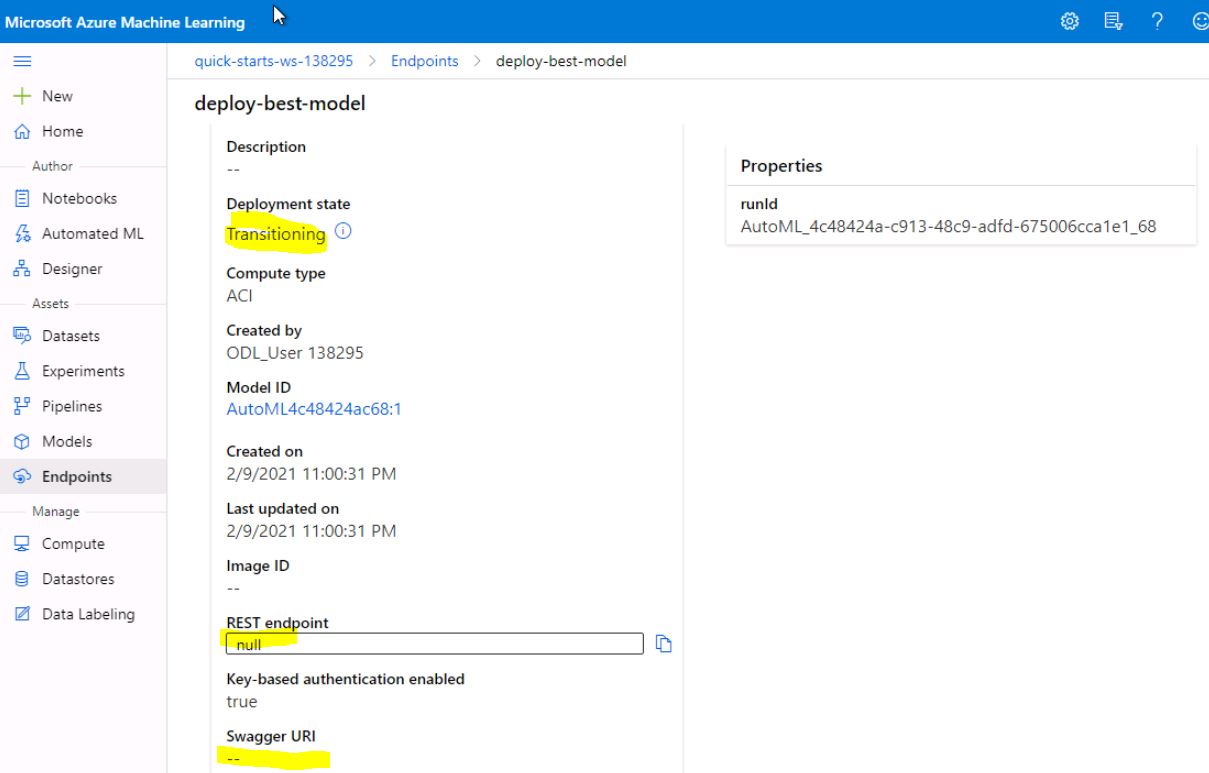 Microsoft Azure Machine Learning
quick-starts-ws-138295 > Endpoints > deploy-best-model
New
Home
Author
Notebooks
Automated ML
Designer
Assets
Datasets
Experiments
Pipelines
Models
Endpoints
Manage
Compute
Datastores
Data Labeling
deploy-best-model
Description
--
Deployment state
Transitioning
Compute type
ACI
Created by
ODL_User 138295
Model ID
AutoML4c48424ac68:1
Created on
2/9/2021 11:00:31 PM
Last updated on
2/9/2021 11:00:31 PM
Image ID
--
REST endpoint
null
Key-based authentication enabled
true
Swagger URI
--
Properties
runId
AutoML_4c48424a-c913-48c9-adfd-675006cca1e1_68